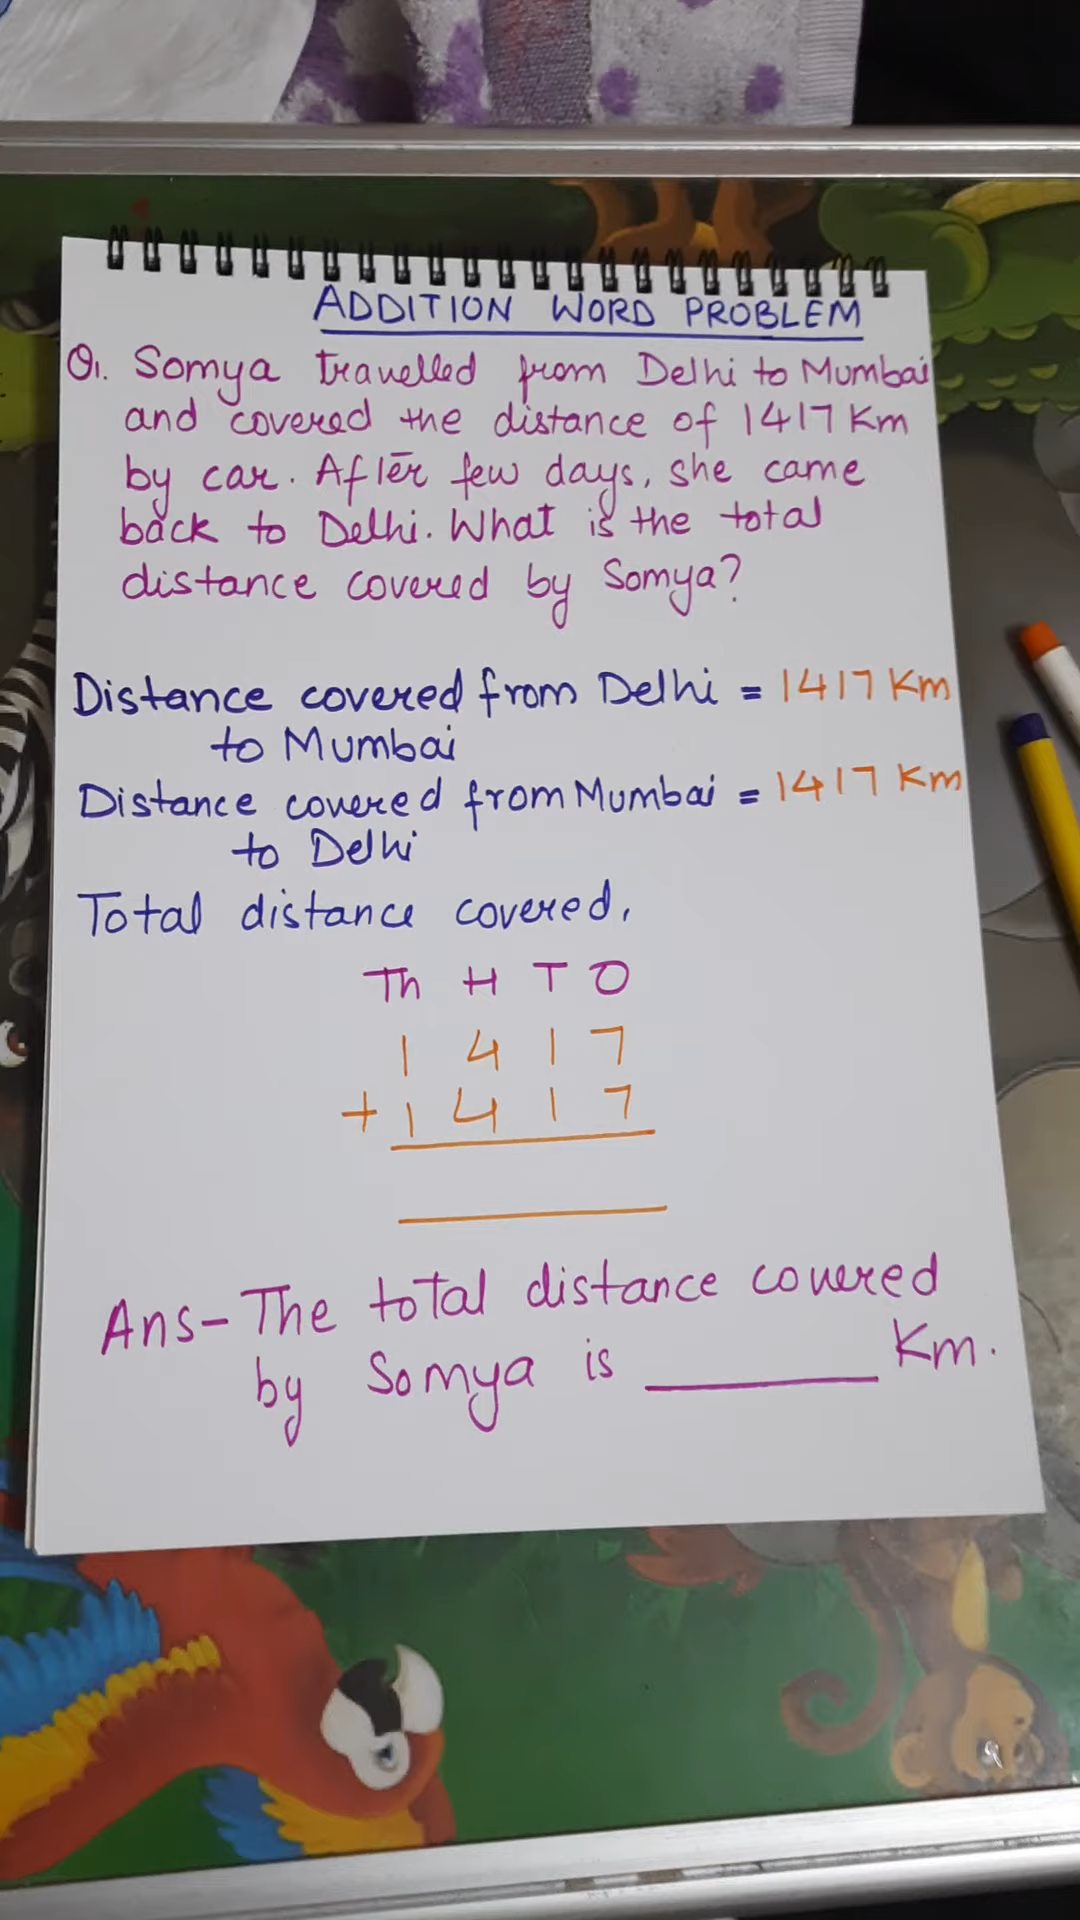 ADDITION WORD PROBLEM
Q1. Somya travelled from Delhi to Mumbai
and covered the distance of 1417 Km
by car. After few days, she came
back to Delhi. What is the total
distance covered by Somya?
Distance covered from Delhi = 1417 Km
to Mumbai
Distance covered from Mumbai = 1417 Km
to Delhi
Total distance covered,
Th H T O
1 4 1 7
+ 1 4 1 7
Ans- The total distance covered
by Somya is ______ Km.